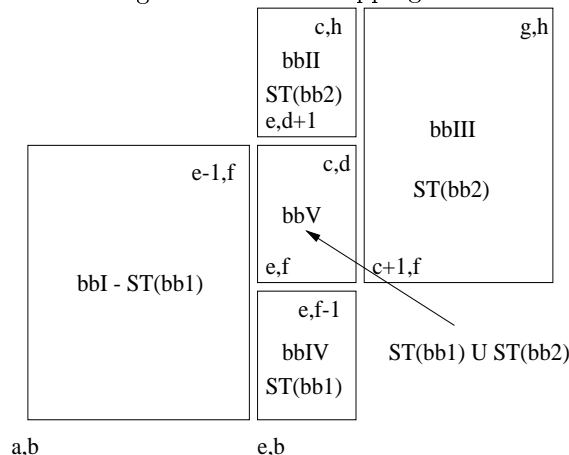 c,h
bbII
ST(bb2)
e,d+1
g,h
bbIII
ST(bb2)
c+1,f
e-1,f
bbI - ST(bb1)
c,d
bbV
e,f
e,f-1
bbIV
ST(bb1)
ST(bb1) U ST(bb2)
a,b
e,b